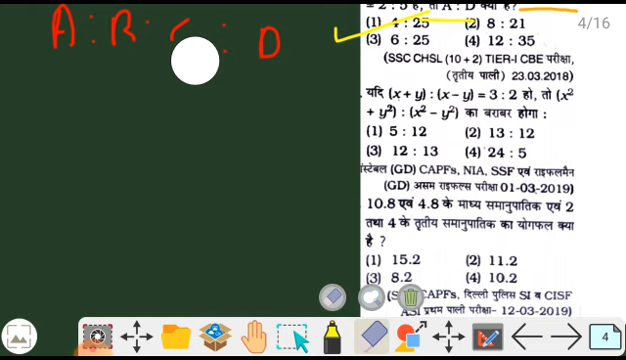 = 2 : 5 है, तो A : D क्या है?
(1) 4 : 25 (2) 8 : 21
(3) 6 : 25 (4) 12 : 35
(SSC CHSL (10 + 2) TIER-I CBE परीक्षा,
(तृतीय पाली) 23.03.2018)
यदि (x + y) : (x – y) = 3 : 2 हो, तो (x²
+ y²) : (x² – y²) का बराबर होगा :
(1) 5 : 12 (2) 13 : 12
(3) 12 : 13 (4) 24 : 5
ांस्टेबल (GD) CAPFs, NIA, SSF एवं राइफलमैन
(GD) असम राइफल्स परीक्षा 01-03-2019)
10.8 एवं 4.8 के माध्य समानुपातिक एवं 2
तथा 4 के तृतीय समानुपातिक का योगफल क्या
है ?
(1) 15.2 (2) 11.2
(3) 8.2 (4) 10.2
CAPFs, दिल्ली पुलिस SI व CISF
ASI प्रथम पाली परीक्षा- 12-03-2019)
A : B : C : D
4/16
4